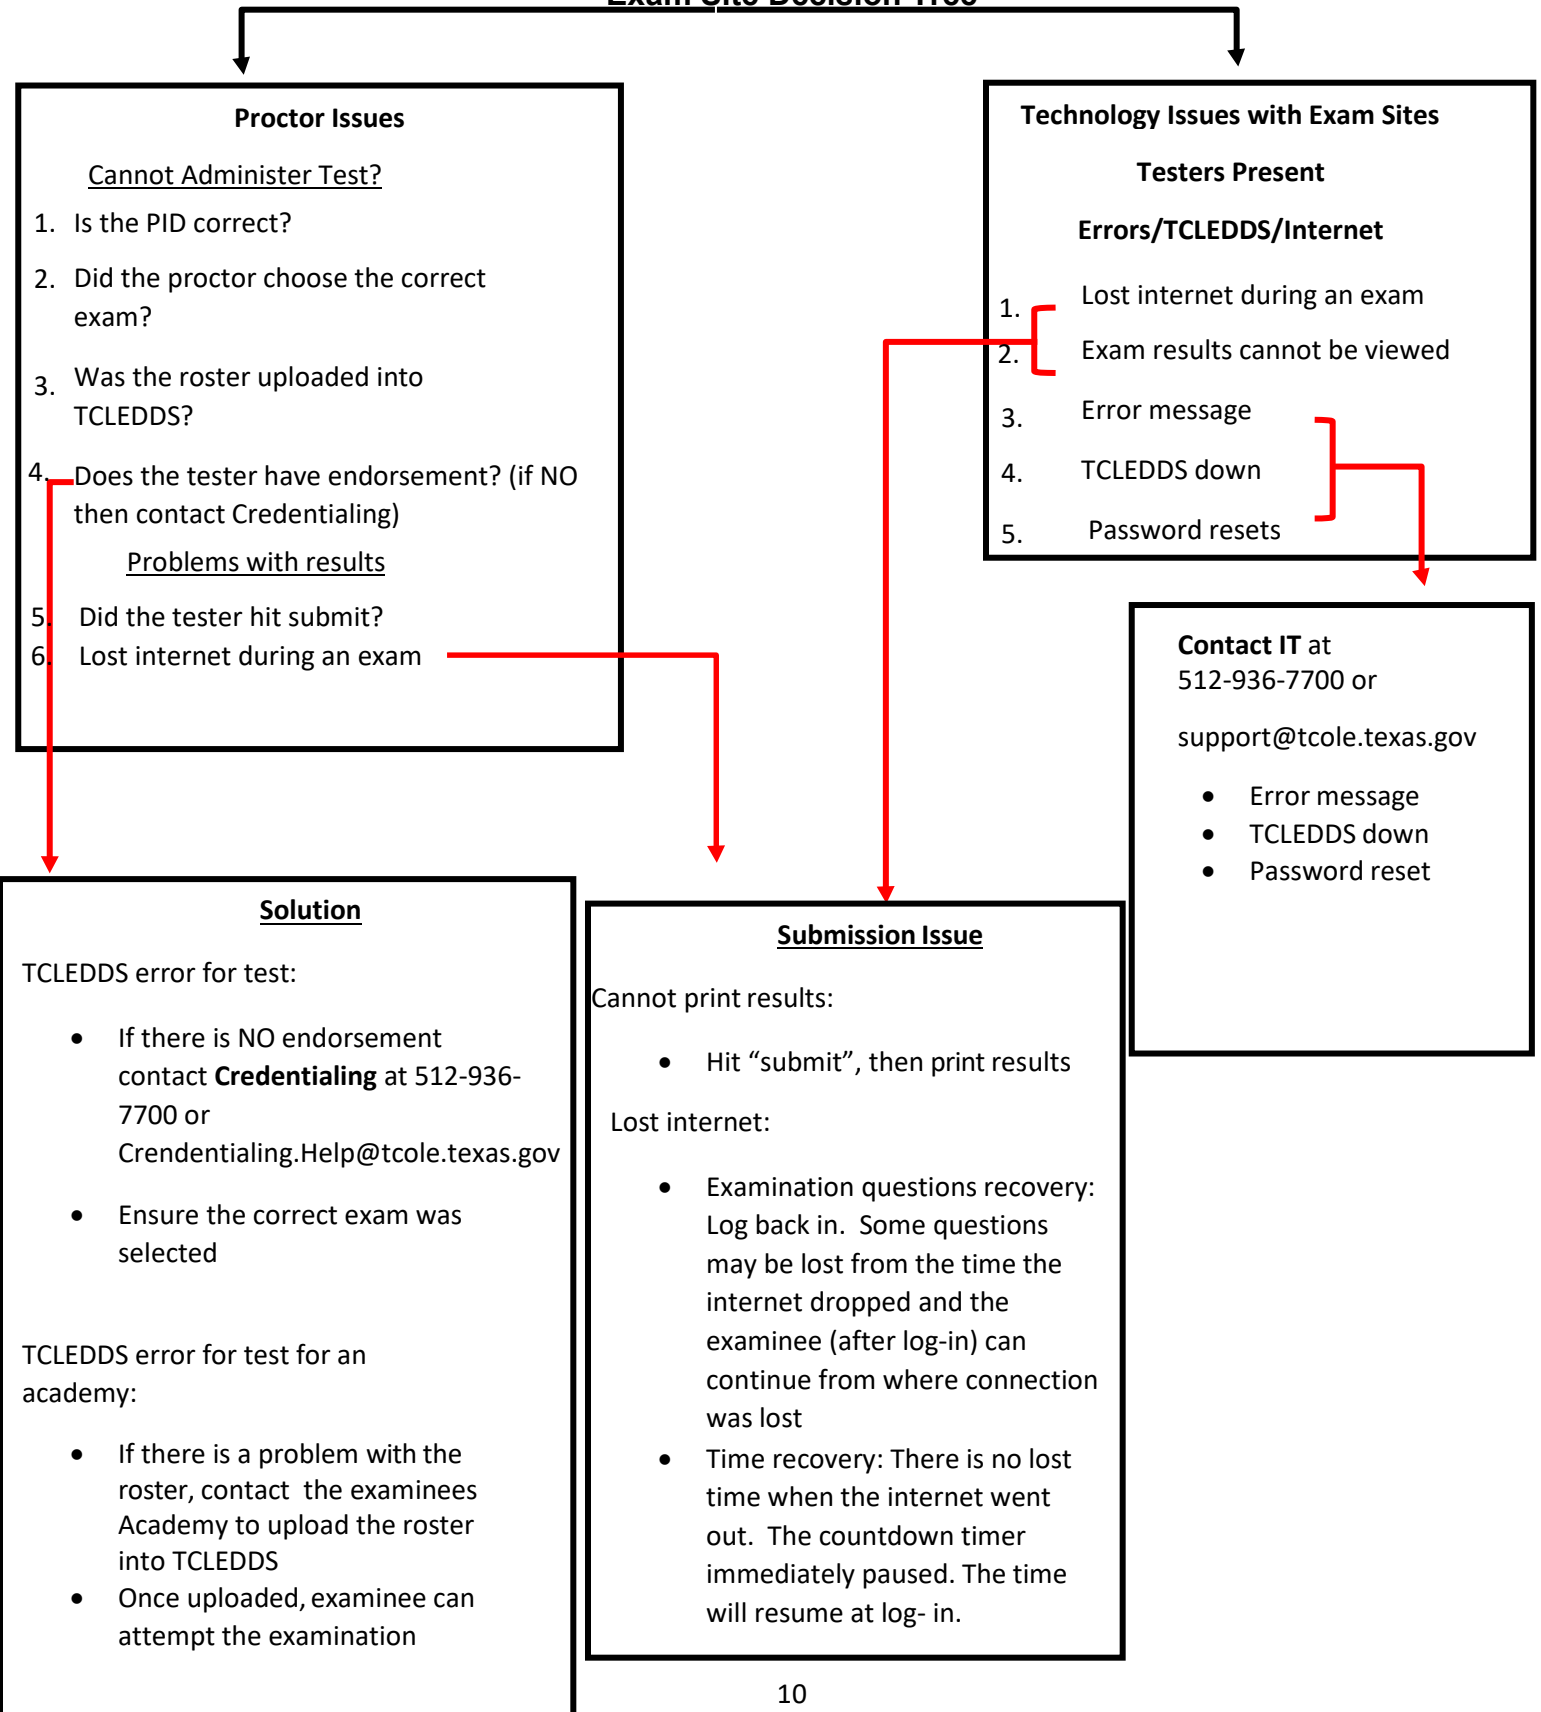 Exam Site Decision Tree
Proctor Issues
Cannot Administer Test?
1. Is the PID correct?
2. Did the proctor choose the correct
exam?
3. Was the roster uploaded into
TCLEDDS?
4. Does the tester have endorsement? (if NO
then contact Credentialing)
Problems with results
5. Did the tester hit submit?
6. Lost internet during an exam
Technology Issues with Exam Sites
Testers Present
Errors/TCLEDDS/Internet
1. Lost internet during an exam
2. Exam results cannot be viewed
3. Error message
4. TCLEDDS down
5. Password resets
Contact IT at
512-936-7700 or
support@tcole.texas.gov
• Error message
• TCLEDDS down
• Password reset
Solution
TCLEDDS error for test:
• If there is NO endorsement
contact Credentialing at 512-936-
7700 or
Crendentialing.Help@tcole.texas.gov
• Ensure the correct exam was
selected
TCLEDDS error for test for an
academy:
• If there is a problem with the
roster, contact the examinees
Academy to upload the roster
into TCLEDDS
• Once uploaded, examinee can
attempt the examination
Submission Issue
Cannot print results:
• Hit “submit”, then print results
Lost internet:
• Examination questions recovery:
Log back in. Some questions
may be lost from the time the
internet dropped and the
examinee (after log-in) can
continue from where connection
was lost
• Time recovery: There is no lost
time when the internet went
out. The countdown timer
immediately paused. The time
will resume at log- in.
10